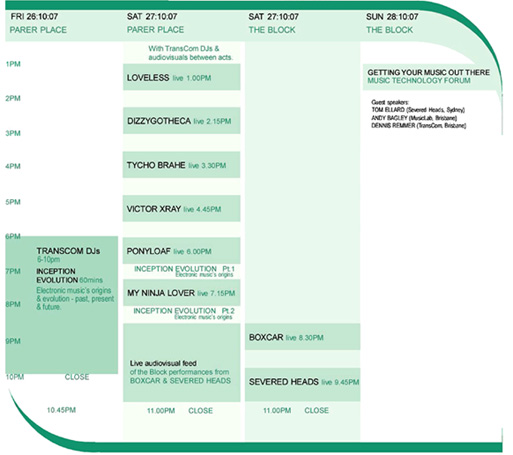 FRI 26:10:07
PARER PLACE
SAT 27:10:07
PARER PLACE
SAT 27:10:07
THE BLOCK
SUN 28:10:07
THE BLOCK
1PM
2PM
3PM
4PM
5PM
6PM
7PM
8PM
9PM
10PM
TRANSCOM DJs
6-10pm
INCEPTION
EVOLUTION 60mins
Electronic music's origins
& evolution - past, present
& future.
CLOSE
10.45PM
With TransCom DJs &
audiovisuals between acts.
LOVELESS live 1.00PM
DIZZYGOTHECA live 2.15PM
TYCHO BRAHE live 3.30PM
VICTOR XRAY live 4.45PM
PONYLOAF live 6.00PM
INCEPTION EVOLUTION Pt.1
Electronic music's origins
MY NINJA LOVER live 7.15PM
INCEPTION EVOLUTION Pt.2
Electronic music's origins
Live audiovisual feed
of the Block performances from
BOXCAR & SEVERED HEADS
11.00PM CLOSE
BOXCAR live 8.30PM
SEVERED HEADS live 9.45PM
11.00PM CLOSE
GETTING YOUR MUSIC OUT THERE
MUSIC TECHNOLOGY FORUM
Guest speakers:
TOM ELLARD (Severed Heads, Sydney)
ANDY BAGLEY (MusicLab, Brisbane)
DENNIS REMMER (TransCom, Brisbane)